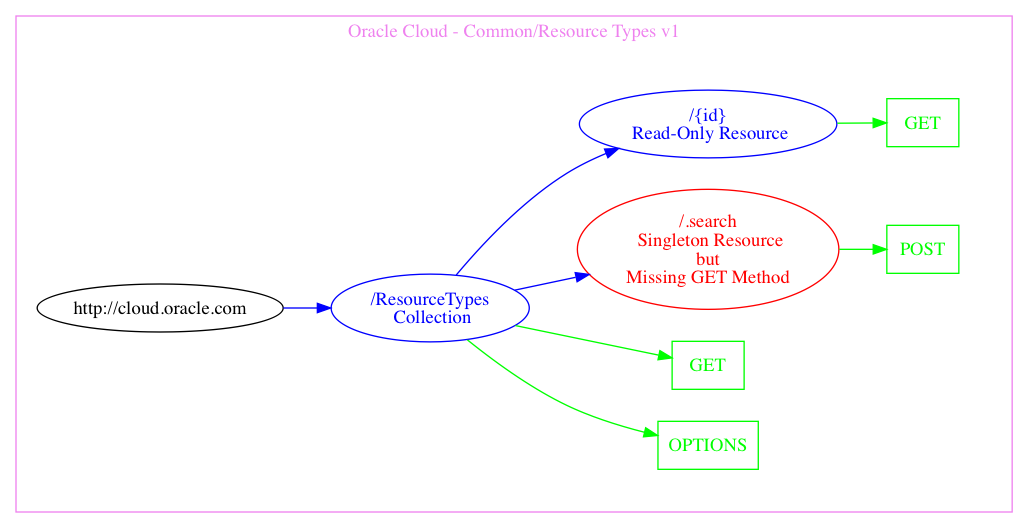 Oracle Cloud - Common/Resource Types v1
/{id}
Read-Only Resource
GET
/.search
Singleton Resource
but
Missing GET Method
POST
http://cloud.oracle.com
/ResourceTypes
Collection
GET
OPTIONS